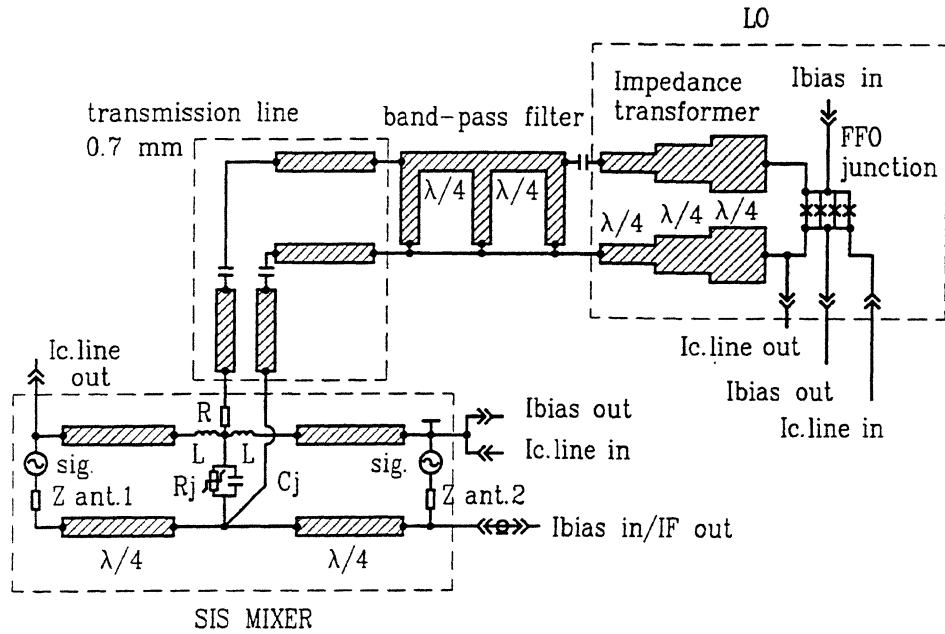 LO
Impedance
transformer
Ibias in
FFO
junction
transmission line
0.7 mm
band-pass filter
λ/4 λ/4
λ/4 λ/4 λ/4
Ic.line out
Ibias out
Ic.line in
Ic.line
out
R
Ibias out
Ic.line in
L L
sig. sig.
Rj Cj
Z ant.1 Z ant.2
Ibias in/IF out
λ/4 λ/4
SIS MIXER